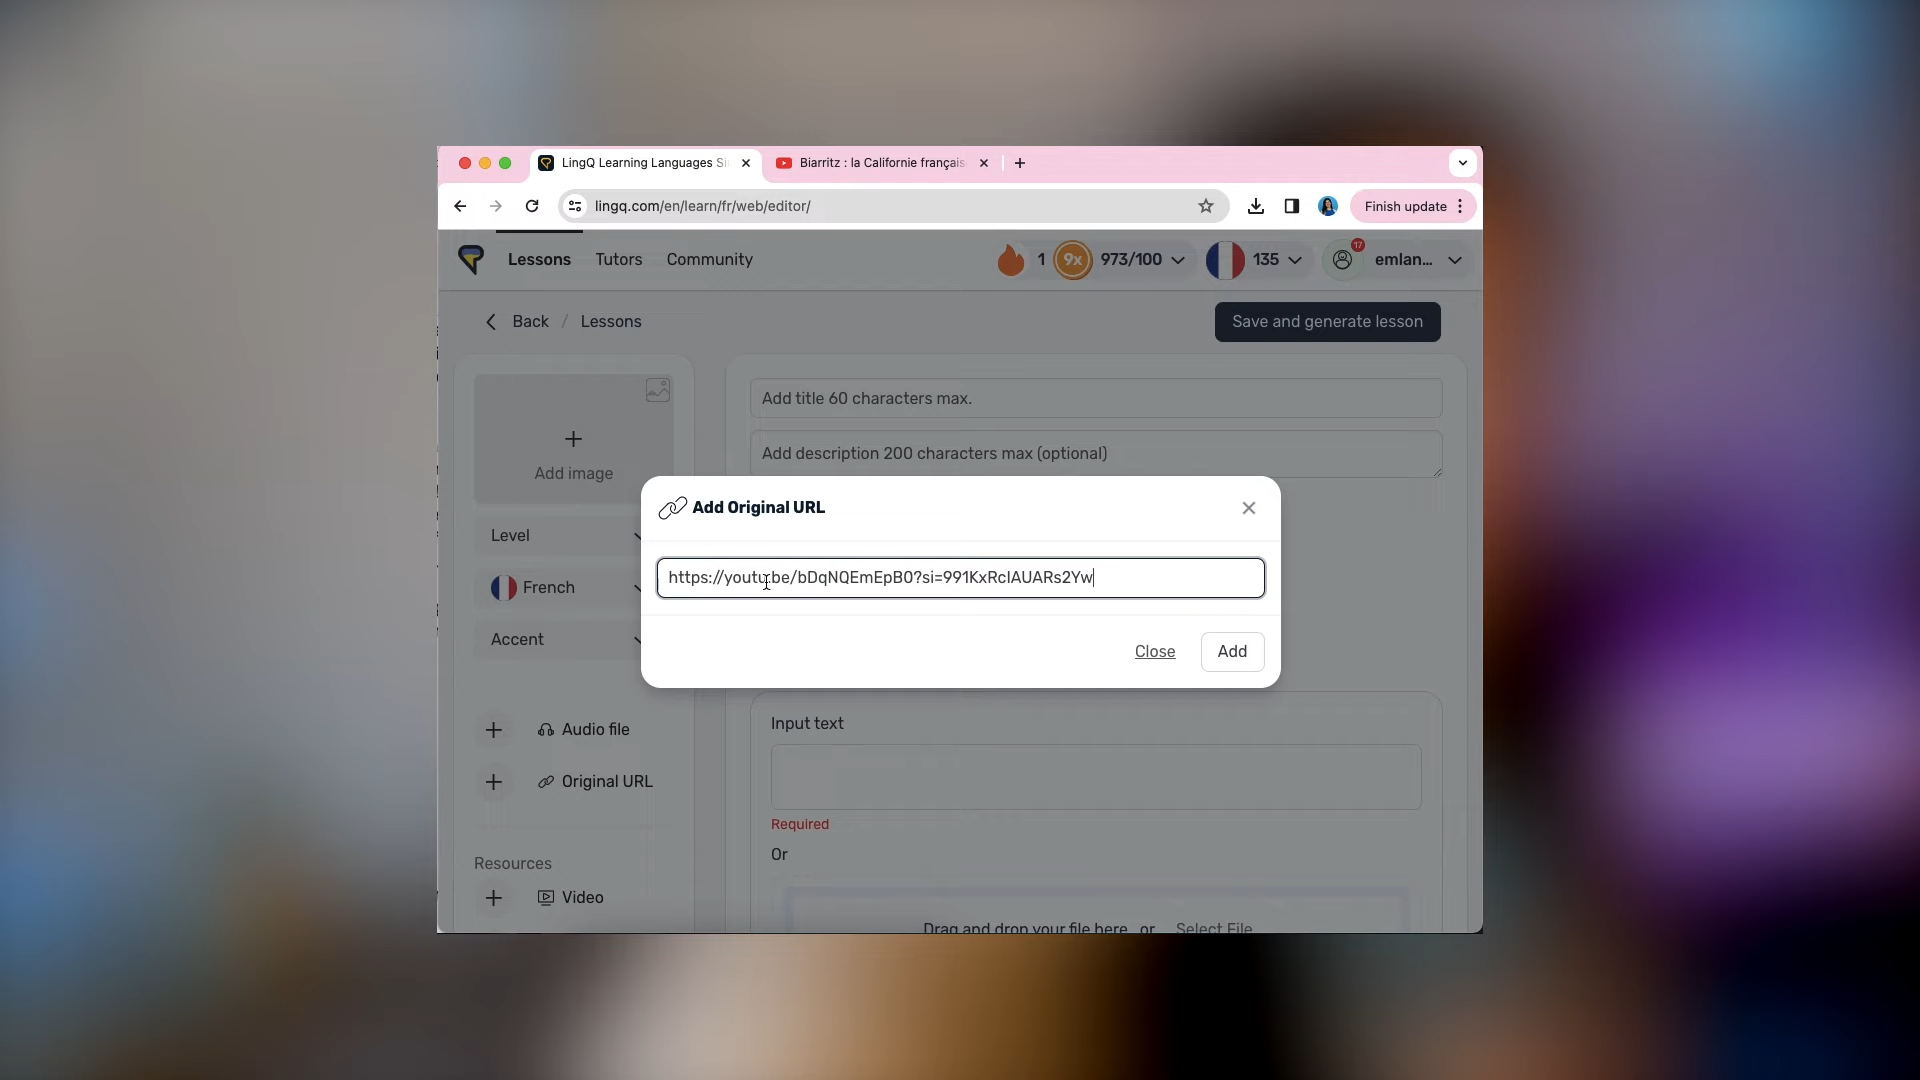 LingQ Learning Languages Si
Biarritz : la Californie français
lingq.com/en/learn/fr/web/editor/
Finish update
Lessons
Tutors
Community
1
9x
973/100
135
17
emlan...
Back / Lessons
Save and generate lesson
Add image
Add title 60 characters max.
Add description 200 characters max (optional)
Add Original URL
https://youtu.be/bDqNQEmEpB0?si=991KxRclAUARs2Yw
Close
Add
Level
French
Accent
Audio file
Original URL
Resources
Video
Input text
Required
Or
Drag and drop your file here or Select File